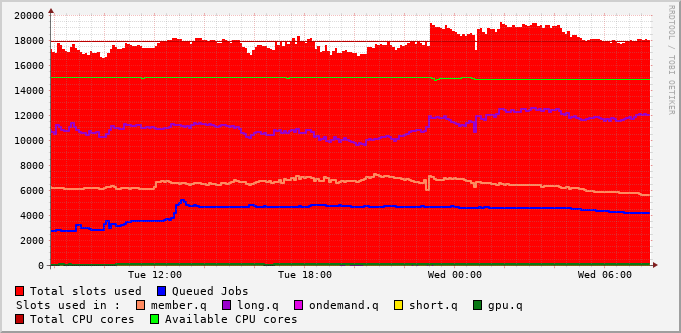 20000
18000
16000
14000
12000
10000
8000
6000
4000
2000
0
Tue 12:00 Tue 18:00 Wed 00:00 Wed 06:00
Total slots used Queued Jobs
Slots used in : member.q long.q ondemand.q short.q gpu.q
Total CPU cores Available CPU cores
RRDTOOL / TOBI OETIKER